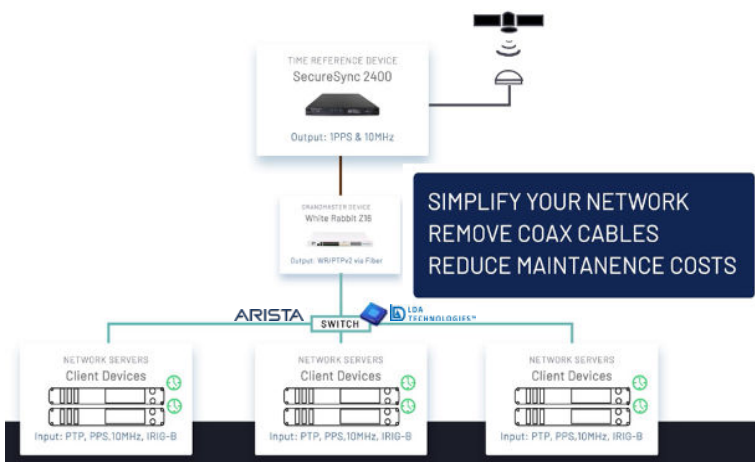 TIME REFERENCE DEVICE
SecureSync 2400
Output: 1PPS & 10MHz
GRANDMASTER DEVICE
White Rabbit Z16
Output: WR/PTPv2 via Fiber
SIMPLIFY YOUR NETWORK
REMOVE COAX CABLES
REDUCE MAINTANENCE COSTS
ARISTA
SWITCH
LDA
TECHNOLOGIES™
NETWORK SERVERS
Client Devices
Input: PTP, PPS,10MHz, IRIG-B
NETWORK SERVERS
Client Devices
Input: PTP, PPS,10MHz, IRIG-B
NETWORK SERVERS
Client Devices
Input: PTP, PPS,10MHz, IRIG-B